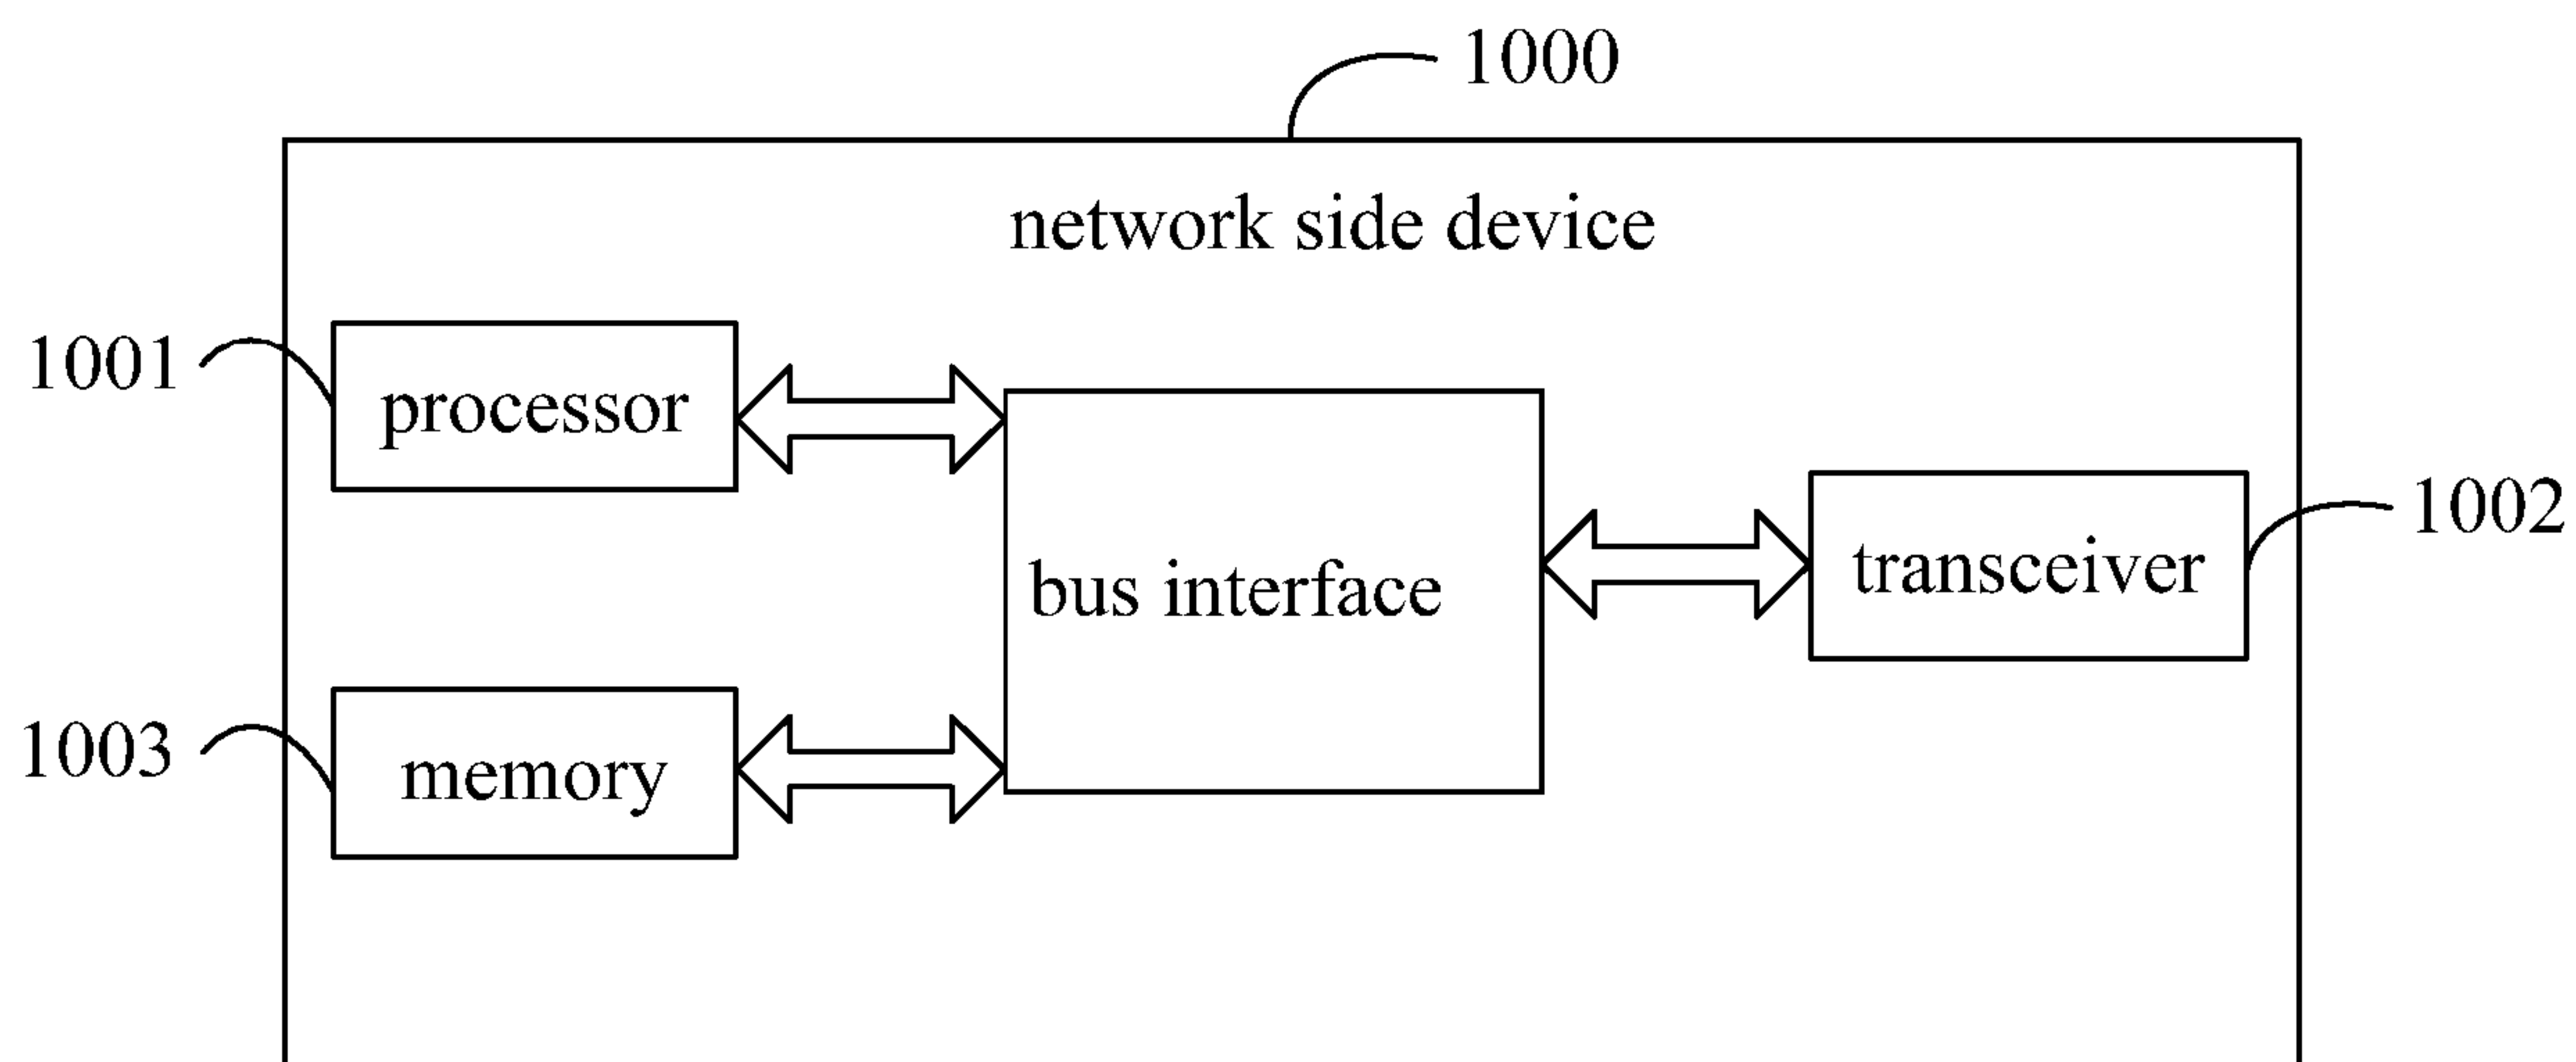 1000
network side device
1001
processor
1002
transceiver
bus interface
1003
memory